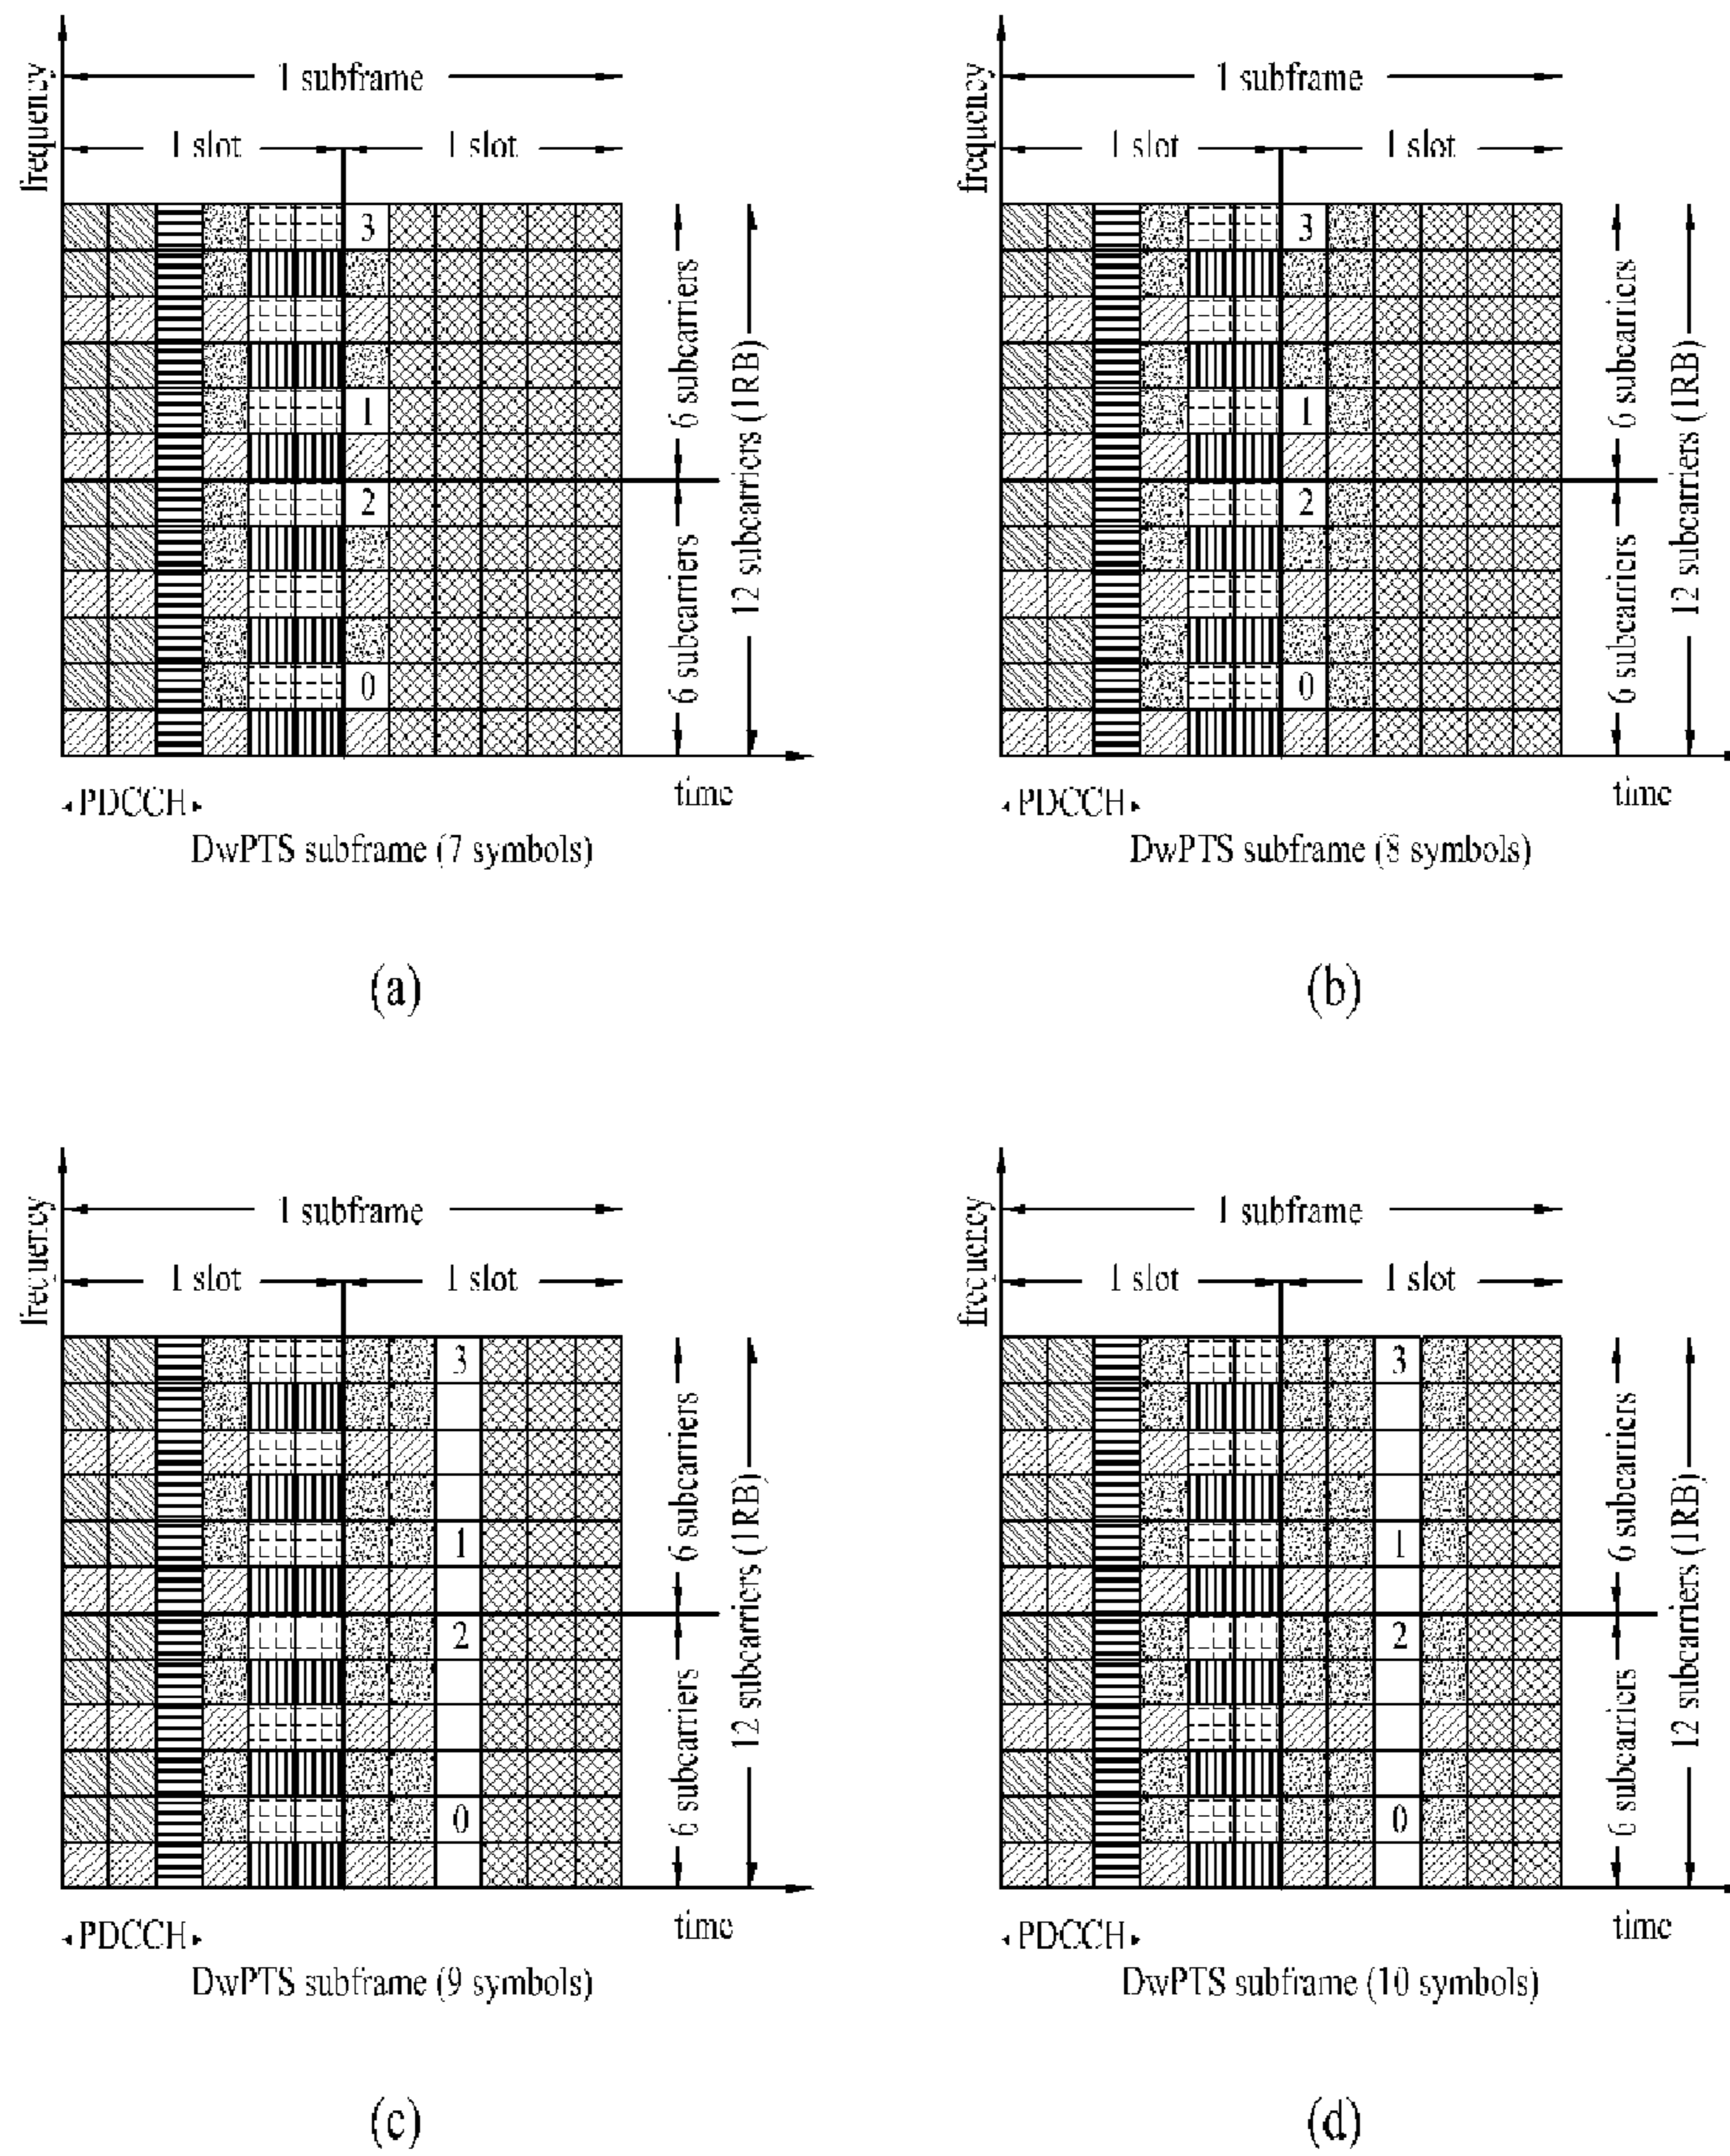 frequency
1 subframe
1 slot
1 slot
3
1
2
0
6 subcarriers
6 subcarriers
12 subcarriers (1RB)
time
PDCCH
DwPTS subframe (7 symbols)
(a)
frequency
1 subframe
1 slot
1 slot
3
1
2
0
6 subcarriers
6 subcarriers
12 subcarriers (1RB)
time
PDCCH
DwPTS subframe (8 symbols)
(b)
frequency
1 subframe
1 slot
1 slot
3
1
2
0
6 subcarriers
6 subcarriers
12 subcarriers (1RB)
time
PDCCH
DwPTS subframe (9 symbols)
(c)
frequency
1 subframe
1 slot
1 slot
3
1
2
0
6 subcarriers
6 subcarriers
12 subcarriers (1RB)
time
PDCCH
DwPTS subframe (10 symbols)
(d)